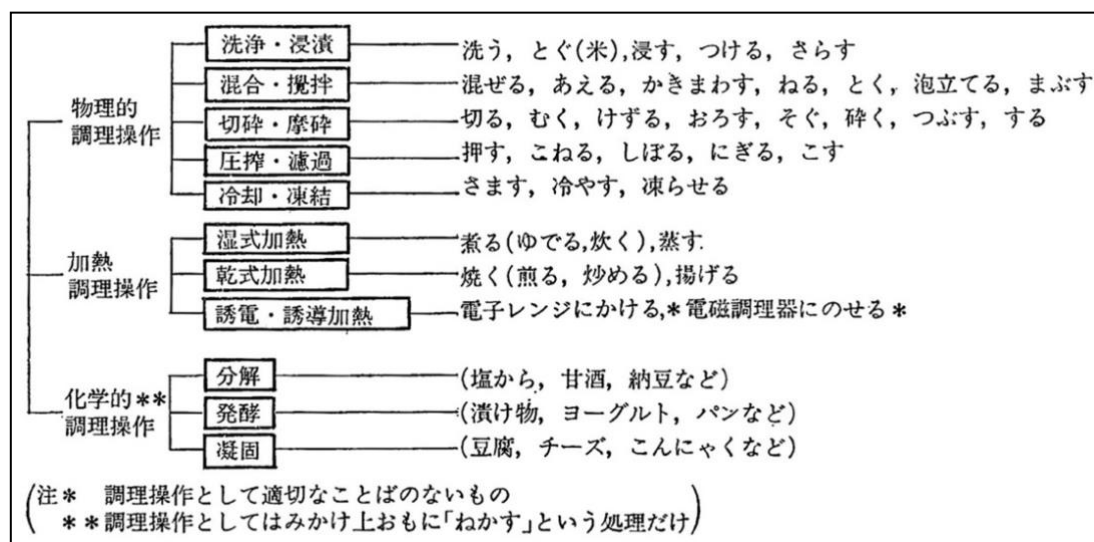 物理的
調理操作
洗浄・浸漬 洗う，とぐ(米),浸す，つける，さらす
混合・攪拌 混ぜる，あえる，かきまわす，ねる，とく，泡立てる，まぶす
切砕・摩砕 切る，むく，けずる，おろす，そぐ，砕く，つぶす，する
圧搾・濾過 押す，こねる，しぼる，にぎる，こす
冷却・凍結 さます，冷やす，凍らせる
加熱
調理操作
湿式加熱 煮る(ゆでる,炊く),蒸す
乾式加熱 焼く(煎る，炒める),揚げる
誘電・誘導加熱 電子レンジにかける,＊電磁調理器にのせる＊
化学的＊＊
調理操作
分解 (塩から，甘酒，納豆など)
発酵 (漬け物，ヨーグルト，パンなど)
凝固 (豆腐，チーズ，こんにゃくなど)
(注＊ 調理操作として適切なことばのないもの
＊＊調理操作としてはみかけ上おもに「ねかす」という処理だけ)